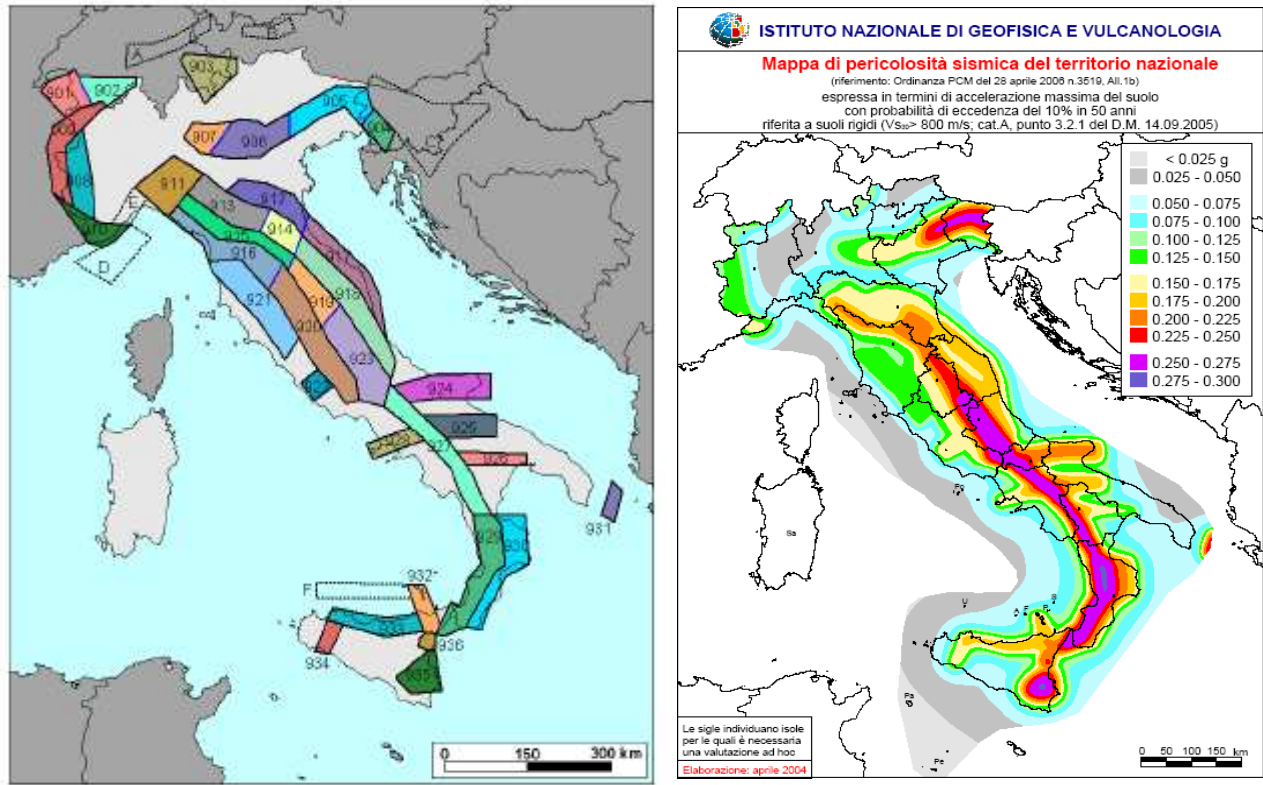 901
902
903
A
B
905
904
907
906
909
908
910
E
D
911
913
917
914
915
916
921
919
918
920
923
922
924
925
928
927
926
931
929
930
932
F
933
934
936
935
0 150 300 km
ISTITUTO NAZIONALE DI GEOFISICA E VULCANOLOGIA
Mappa di pericolosità sismica del territorio nazionale
(riferimento: Ordinanza PCM del 28 aprile 2006 n.3519, All.1b)
espressa in termini di accelerazione massima del suolo
con probabilità di eccedenza del 10% in 50 anni
riferita a suoli rigidi (Vs₃₀> 800 m/s; cat.A, punto 3.2.1 del D.M. 14.09.2005)
< 0.025 g
0.025 - 0.050
0.050 - 0.075
0.075 - 0.100
0.100 - 0.125
0.125 - 0.150
0.150 - 0.175
0.175 - 0.200
0.200 - 0.225
0.225 - 0.250
0.250 - 0.275
0.275 - 0.300
Sa
U
A
F
P
S
Pa
Pe
Le sigle individuano isole
per le quali è necessaria
una valutazione ad hoc
Elaborazione: aprile 2004
0 50 100 150 km